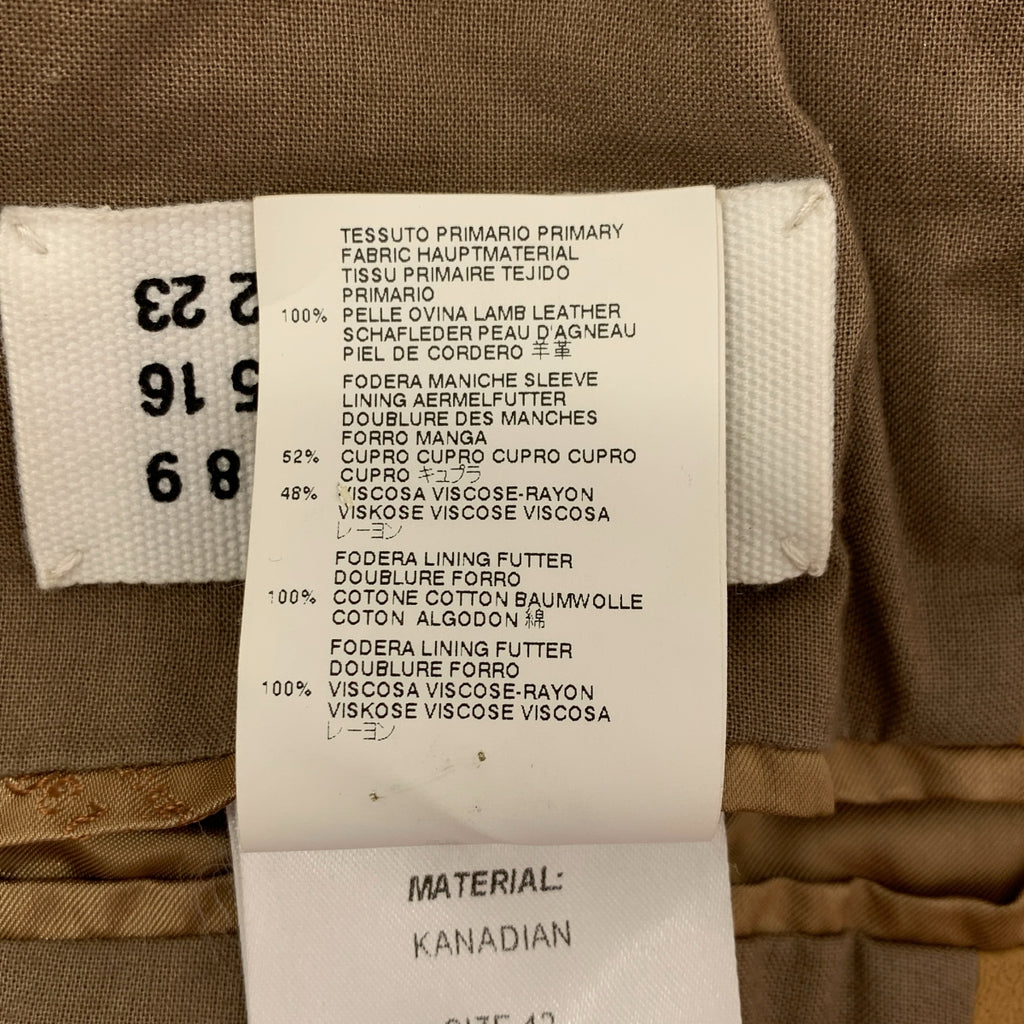 2 23
5 16
8 9
TESSUTO PRIMARIO PRIMARY
FABRIC HAUPTMATERIAL
TISSU PRIMAIRE TEJIDO
PRIMARIO
100% PELLE OVINA LAMB LEATHER
SCHAFLEDER PEAU D'AGNEAU
PIEL DE CORDERO 羊革
FODERA MANICHE SLEEVE
LINING AERMELFUTTER
DOUBLURE DES MANCHES
FORRO MANGA
52% CUPRO CUPRO CUPRO CUPRO
CUPRO キュプラ
48% VISCOSA VISCOSE-RAYON
VISKOSE VISCOSE VISCOSA
レーヨン
FODERA LINING FUTTER
DOUBLURE FORRO
100% COTONE COTTON BAUMWOLLE
COTON ALGODON 綿
FODERA LINING FUTTER
DOUBLURE FORRO
100% VISCOSA VISCOSE-RAYON
VISKOSE VISCOSE VISCOSA
レーヨン
MATERIAL:
KANADIAN
SIZE 42